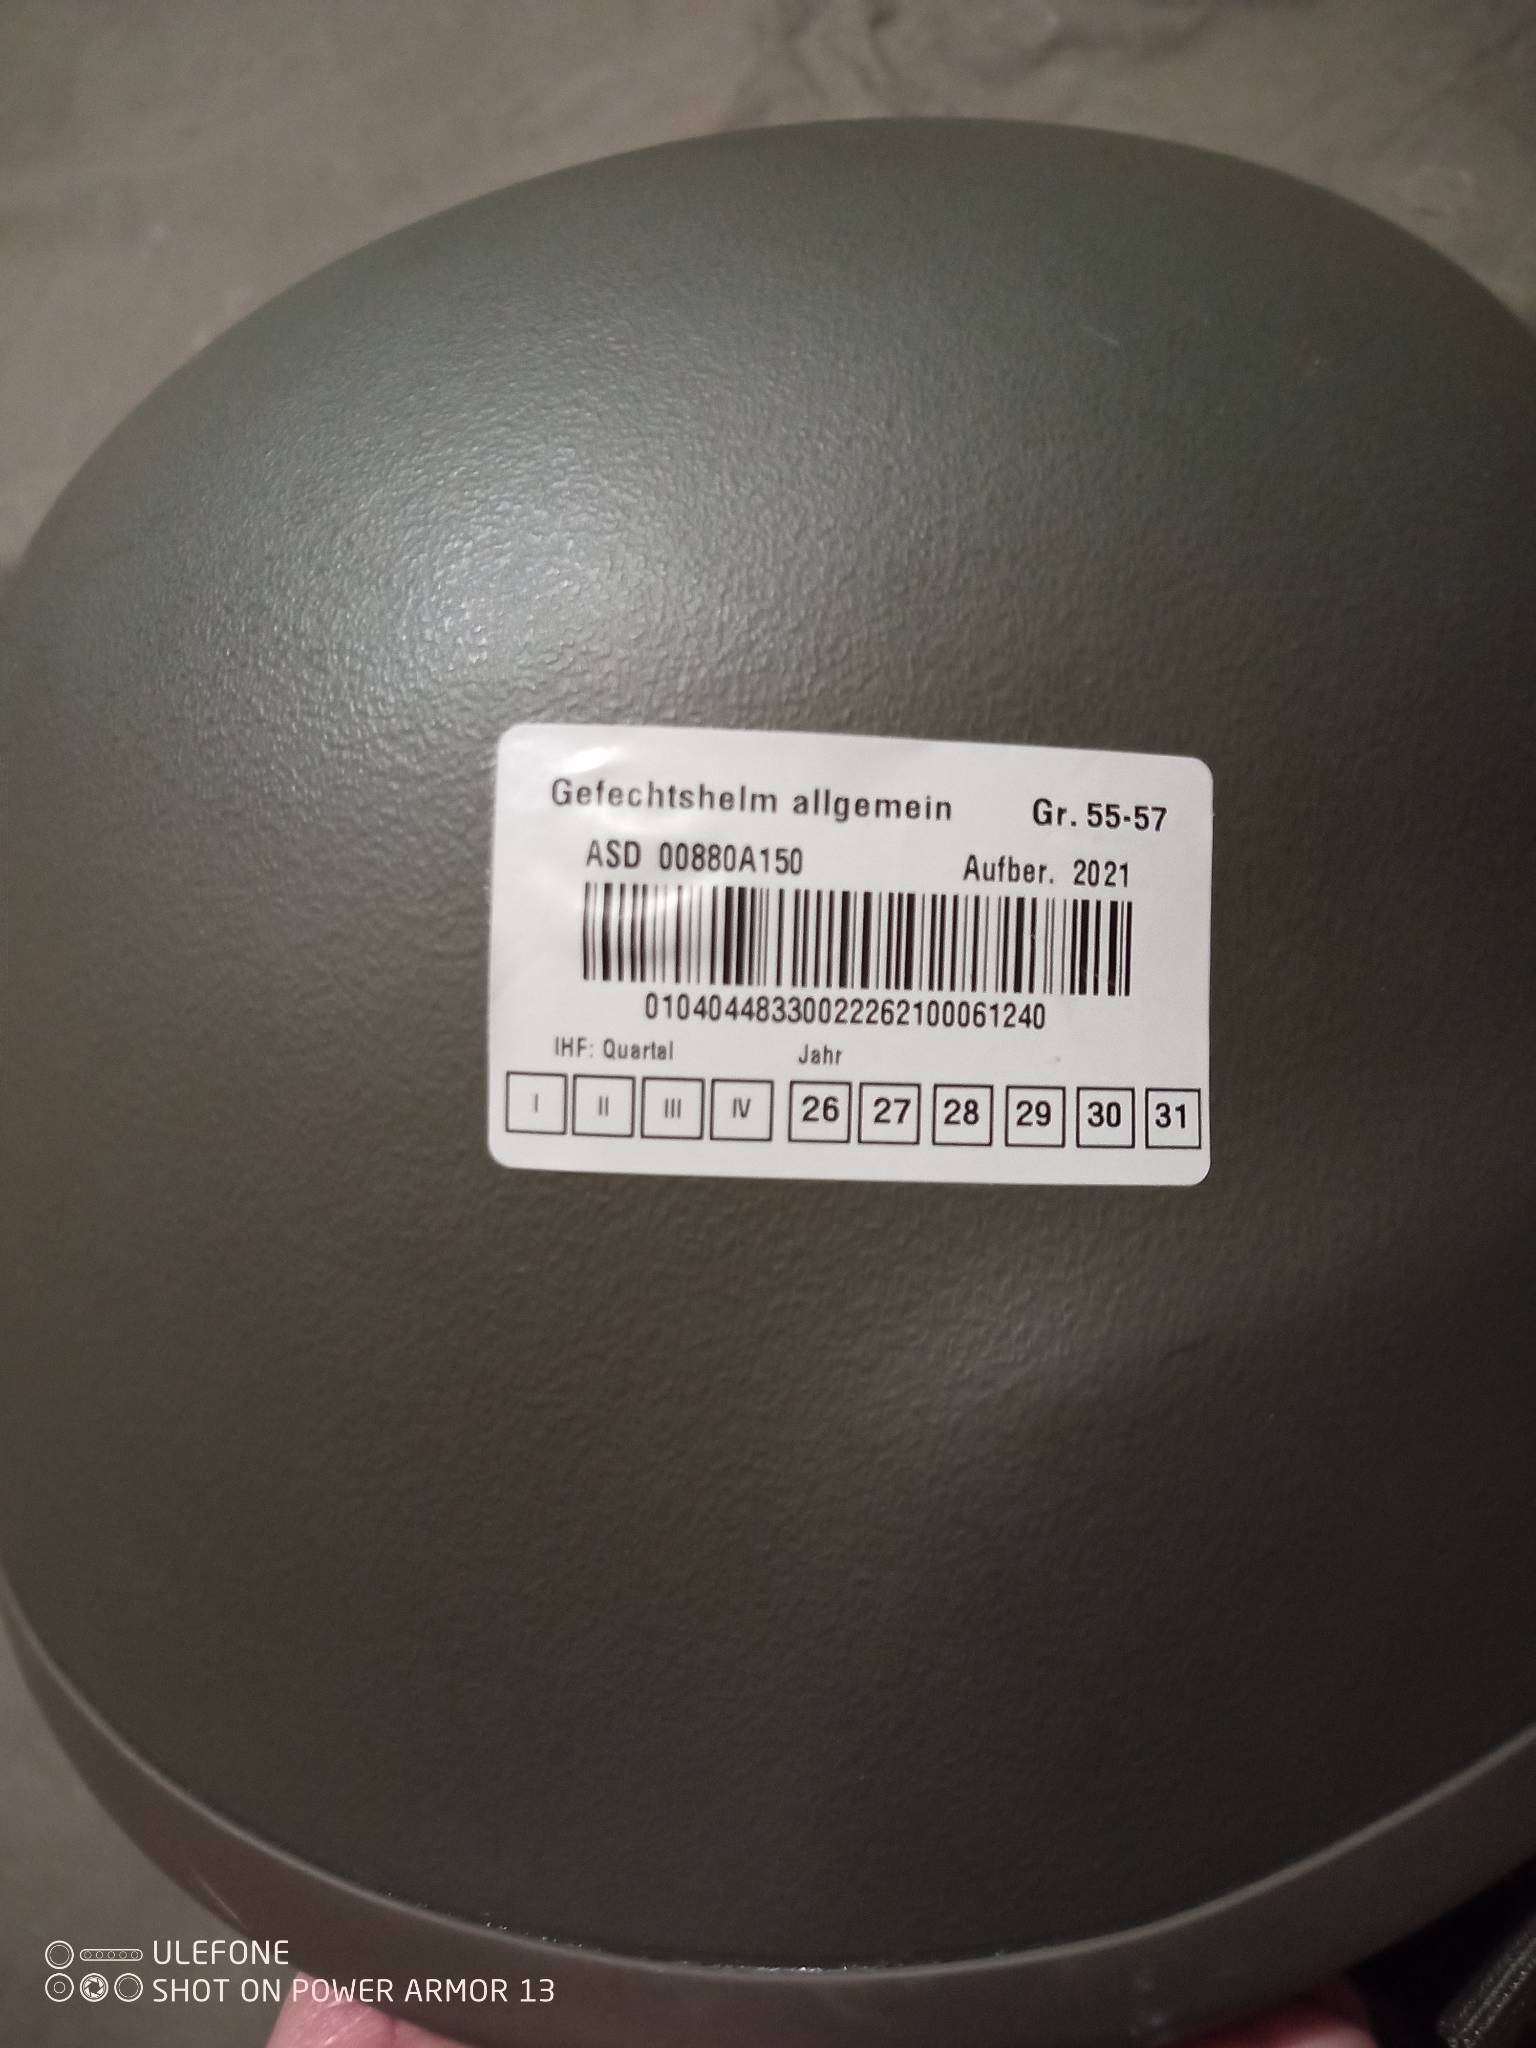 Gefechtshelm allgemein Gr. 55-57
ASD 00880A150 Aufber. 2021
01040448330022262100061240
IHF: Quartal Jahr
I II III IV 26 27 28 29 30 31
ULEFONE
SHOT ON POWER ARMOR 13